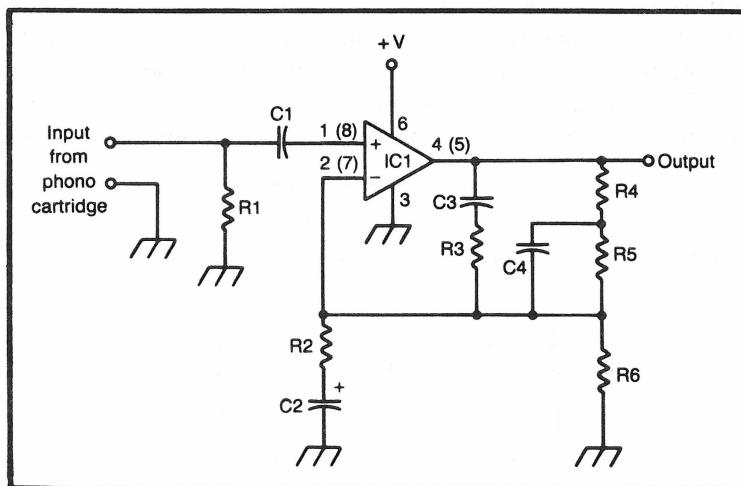 + V
C1
Input
from
phono
cartridge
1 (8)
6
4 (5)
+
IC1
Output
2 (7)
−
3
R1
C3
R3
R4
C4
R5
R2
+
C2
R6